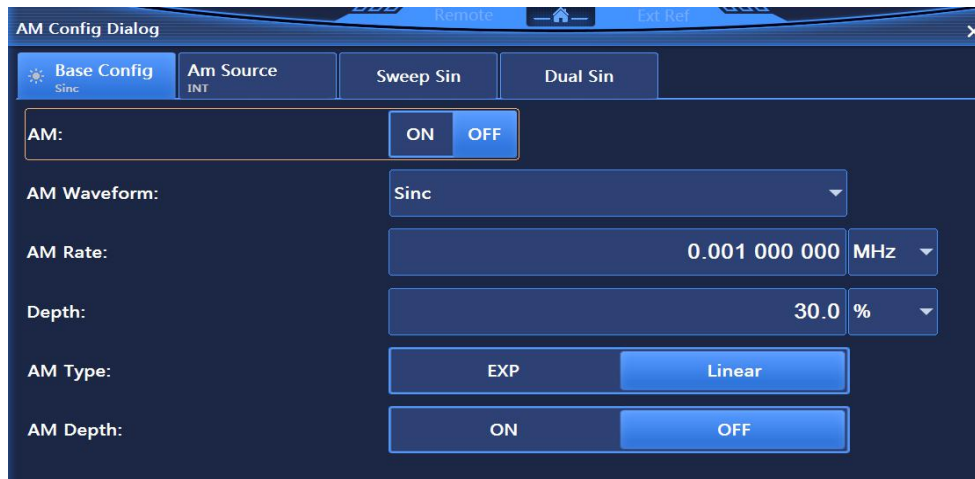 Remote Ext Ref
AM Config Dialog
Base Config Am Source Sweep Sin Dual Sin
Sinc INT
AM: ON OFF
AM Waveform: Sinc
AM Rate: 0.001 000 000 MHz
Depth: 30.0 %
AM Type: EXP Linear
AM Depth: ON OFF